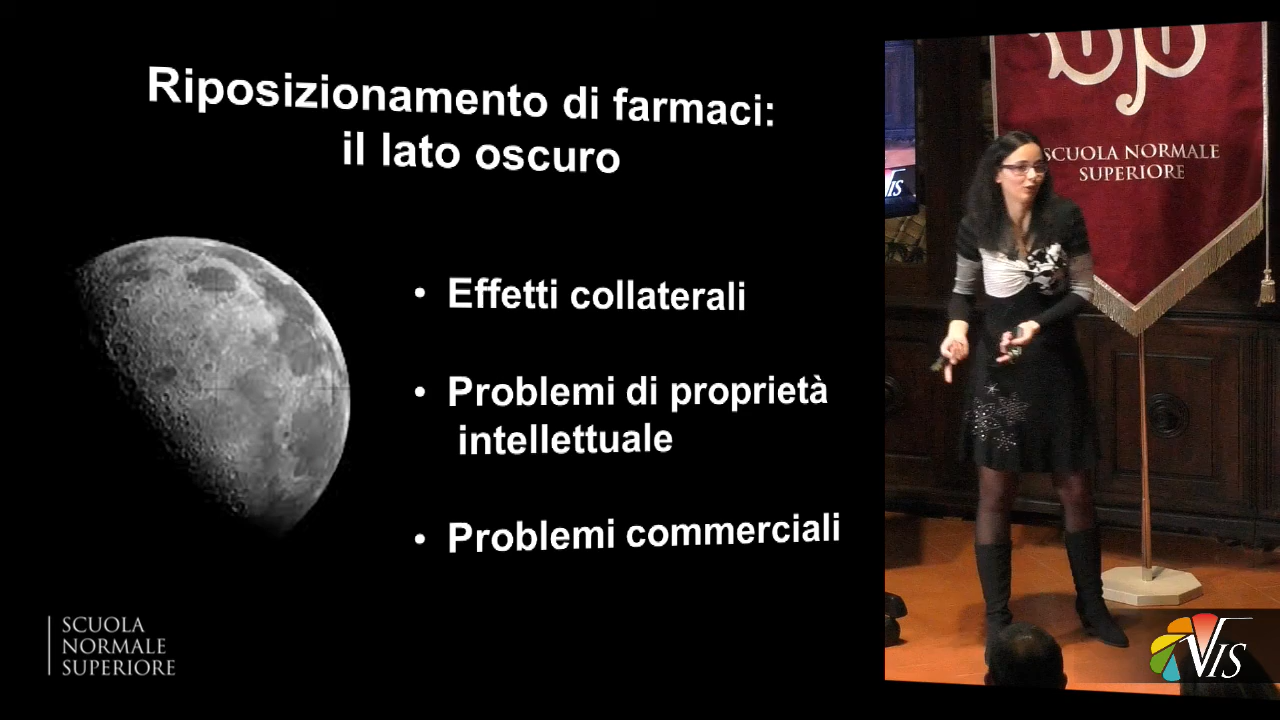 Riposizionamento di farmaci:
il lato oscuro
• Effetti collaterali
• Problemi di proprietà
intellettuale
• Problemi commerciali
SCUOLA
NORMALE
SUPERIORE
SCUOLA NORMALE
SUPERIORE
VIS
VIS